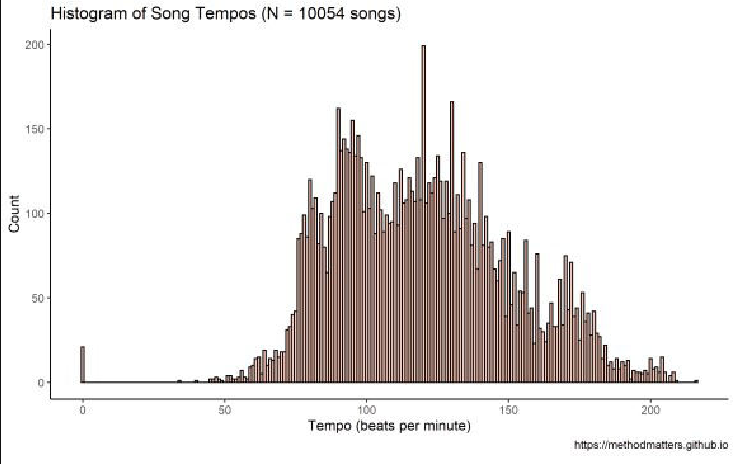 Histogram of Song Tempos (N = 10054 songs)
200
150
100
50
0
Count
0 50 100 150 200
Tempo (beats per minute)
https://methodmatters.github.io